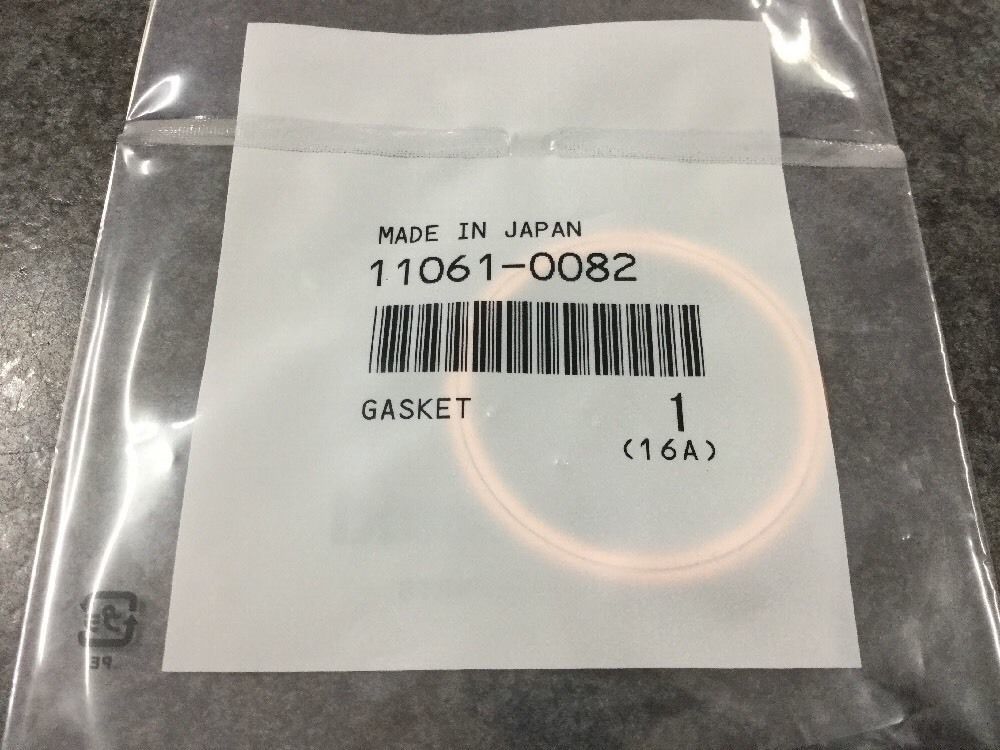 MADE IN JAPAN
11061-0082
GASKET
1
(16A)
PE